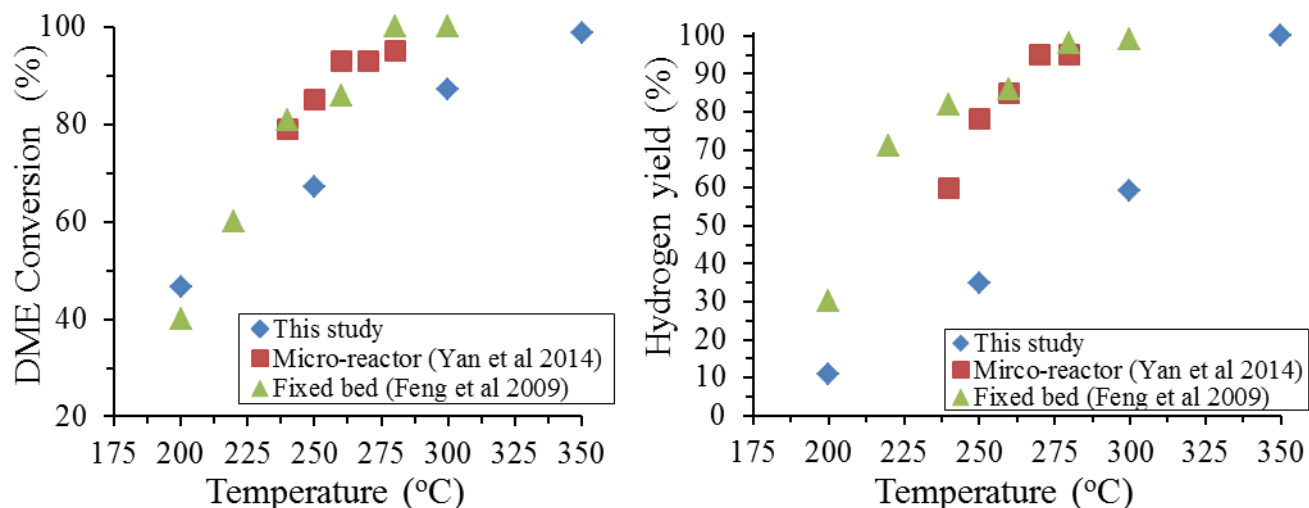 DME Conversion (%)
100
80
60
40
20
175 200 225 250 275 300 325 350
Temperature (°C)
This study
Micro-reactor (Yan et al 2014)
Fixed bed (Feng et al 2009)
Hydrogen yield (%)
100
90
80
70
60
50
40
30
20
10
0
175 200 225 250 275 300 325 350
Temperature (°C)
This study
Mirco-reactor (Yan et al 2014)
Fixed bed (Feng et al 2009)